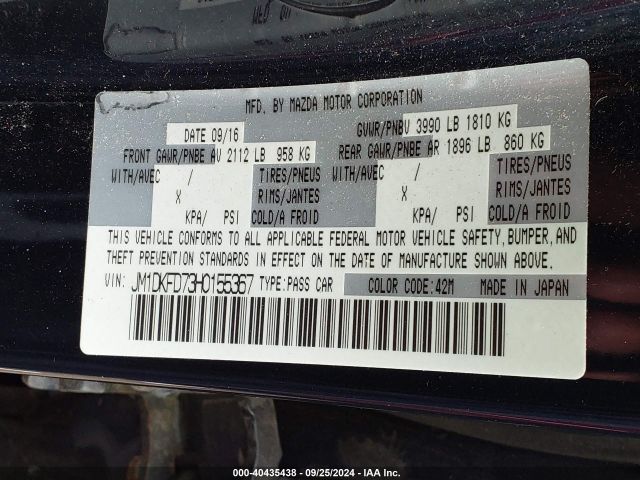 MFD. BY MAZDA MOTOR CORPORATION
DATE 09/16
GVWR/PNBV 3990 LB 1810 KG
FRONT GAWR/PNBE AV 2112 LB 958 KG
REAR GAWR/PNBE AR 1896 LB 860 KG
WITH/AVEC / TIRES/PNEUS WITH/AVEC / TIRES/PNEUS
X RIMS/JANTES X RIMS/JANTES
KPA/ PSI COLD/A FROID KPA/ PSI COLD/A FROID
THIS VEHICLE CONFORMS TO ALL APPLICABLE FEDERAL MOTOR VEHICLE SAFETY, BUMPER, AND
THEFT PREVENTION STANDARDS IN EFFECT ON THE DATE OF MANUFACTURE SHOWN ABOVE.
VIN: JM1DKFD73H0155367 TYPE: PASS CAR COLOR CODE: 42M MADE IN JAPAN
000-40435438 - 09/25/2024 - IAA Inc.